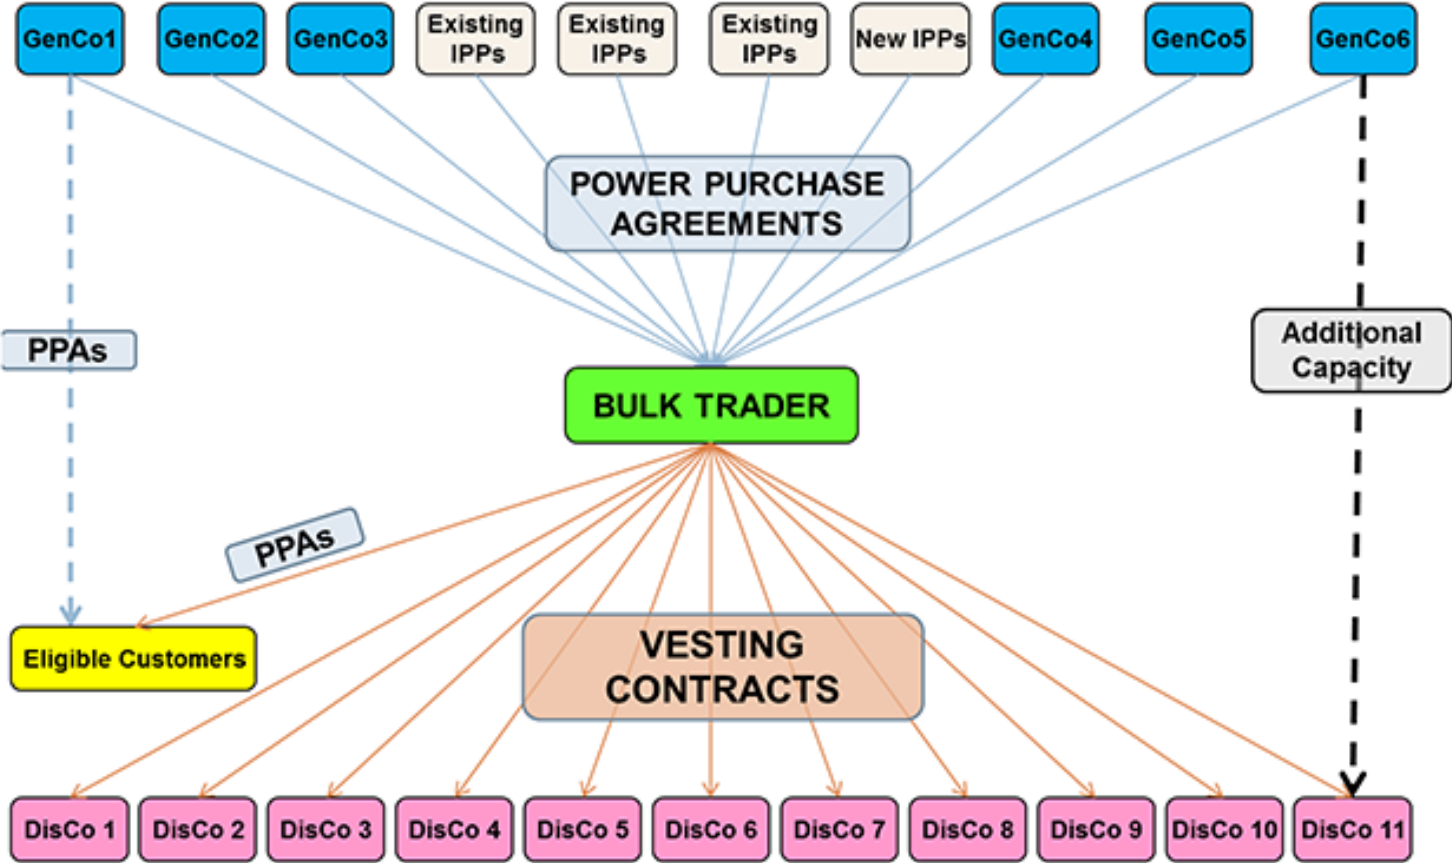 GenCo1
GenCo2
GenCo3
Existing
IPPs
Existing
IPPs
Existing
IPPs
New IPPs
GenCo4
GenCo5
GenCo6
POWER PURCHASE
AGREEMENTS
PPAs
Additional
Capacity
BULK TRADER
PPAs
Eligible Customers
VESTING
CONTRACTS
DisCo 1
DisCo 2
DisCo 3
DisCo 4
DisCo 5
DisCo 6
DisCo 7
DisCo 8
DisCo 9
DisCo 10
DisCo 11